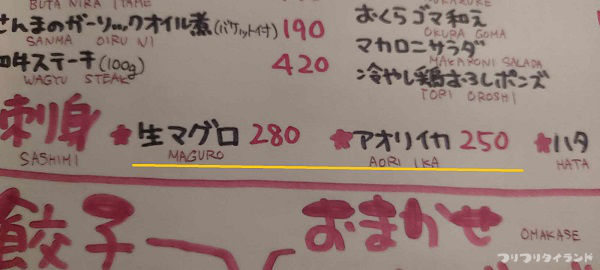 BUTA NIRA ITAME
さんまのガーリックオイル煮(バケット付) 190
SANMA OIRU NI
和牛ステーキ(100g) 420
WAGYU STEAK
おくらゴマ和え
OKURA GOMA
マカロニサラダ
MAKARONI SALADA
冷やし鶏おろしポンズ
TORI OROSHI
刺身
SASHIMI
★生マグロ 280
MAGURO
★アオリイカ 250
AORI IKA
★ハタ
HATA
餃子
おまかせ
OMAKASE
フリフリタイランド